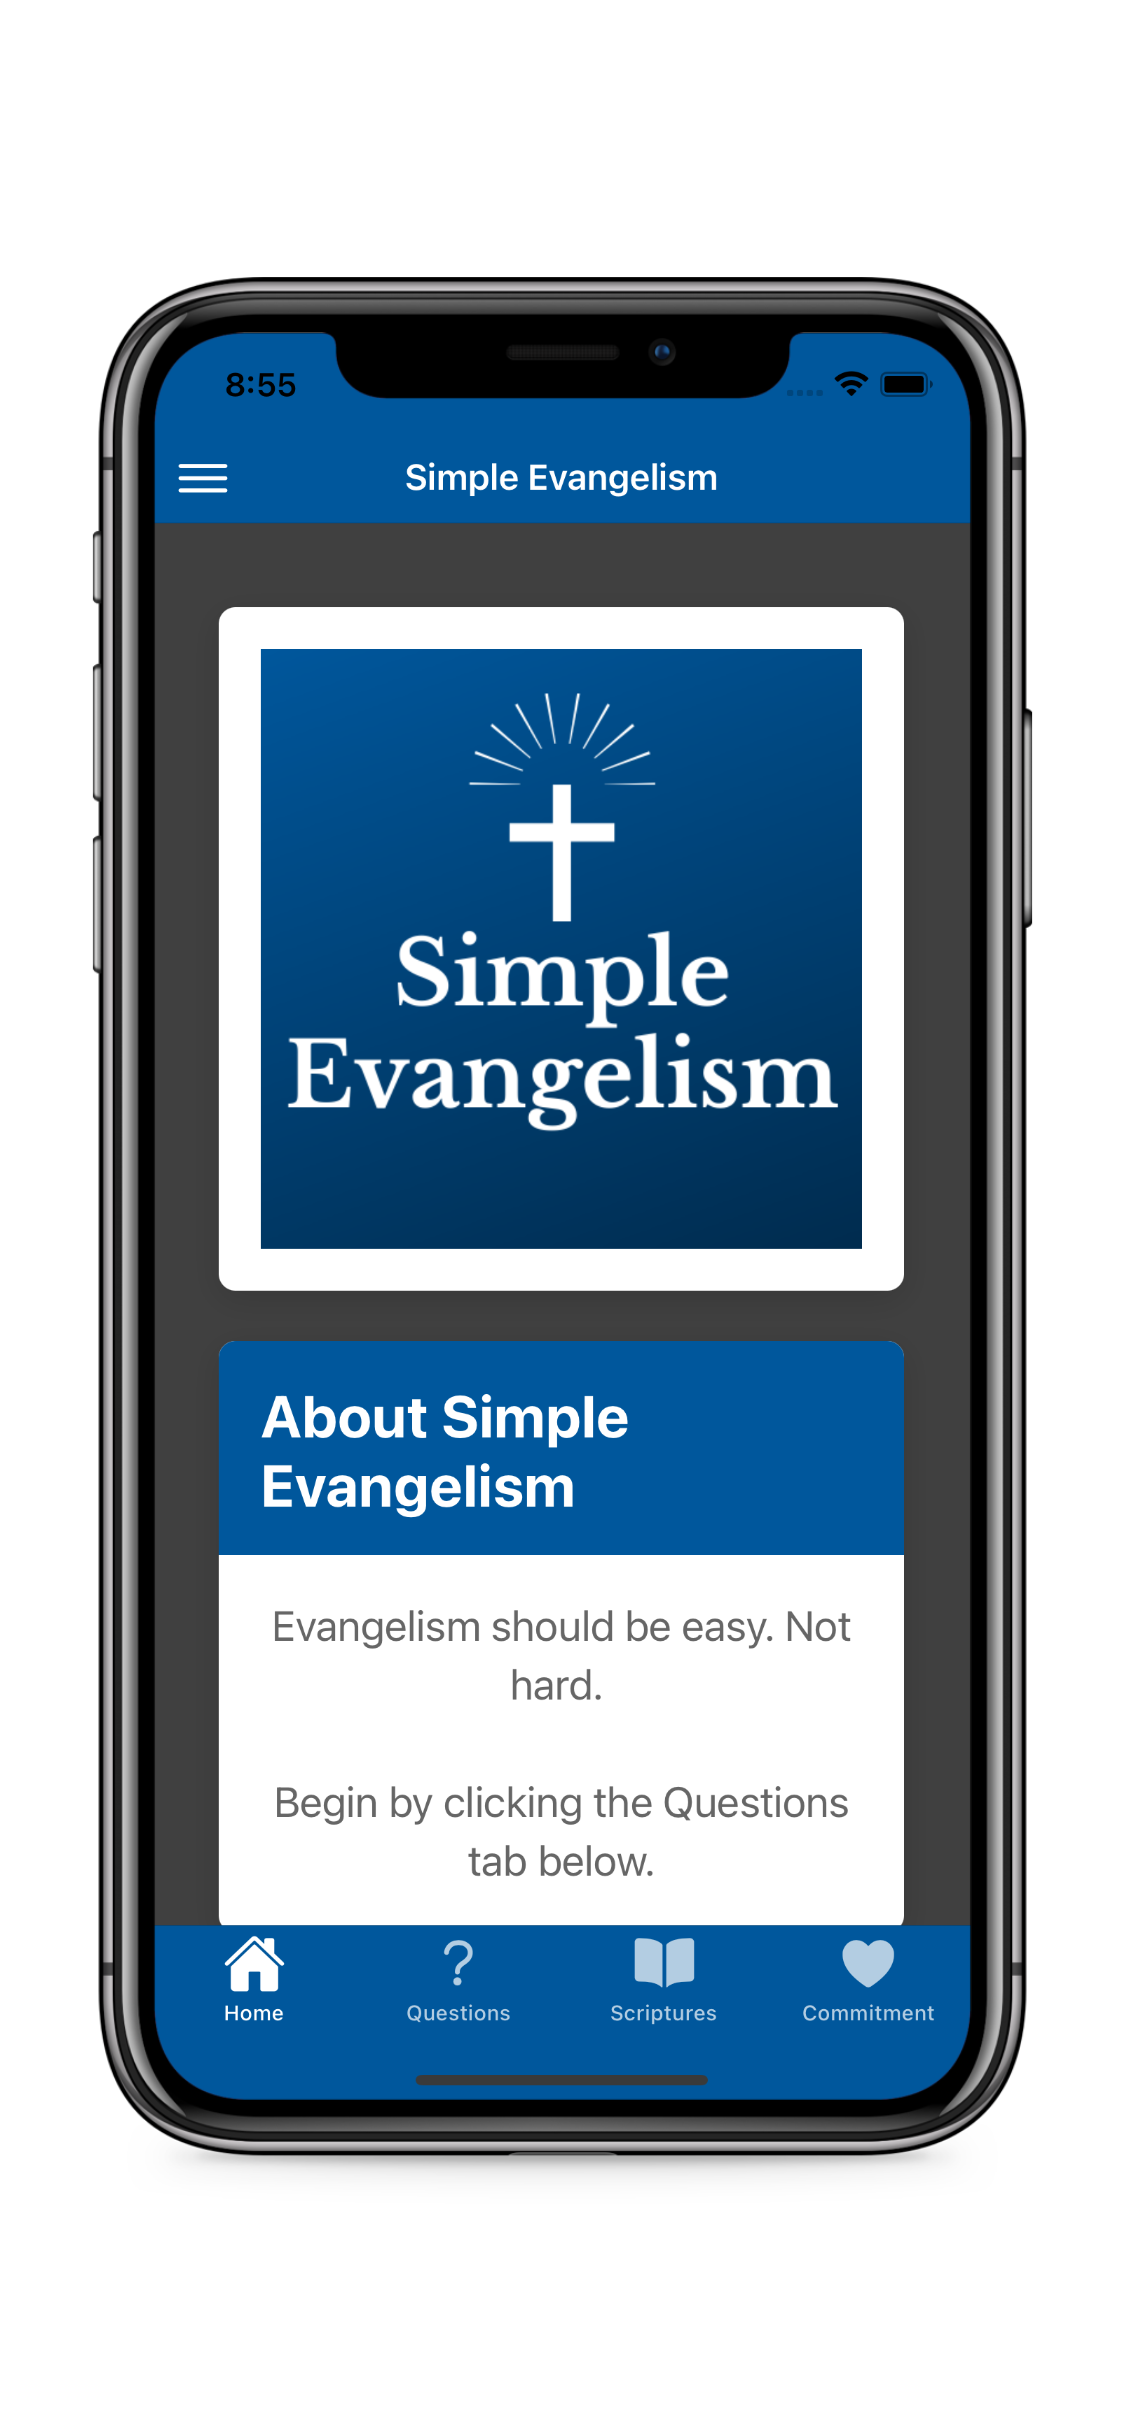 8:55
Simple Evangelism
Simple
Evangelism
About Simple
Evangelism
Evangelism should be easy. Not
hard.
Begin by clicking the Questions
tab below.
Home Questions Scriptures Commitment